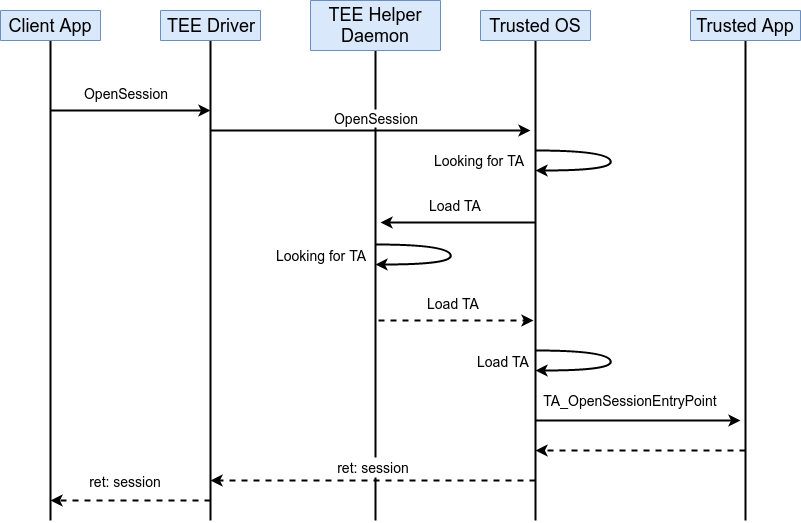 Client App
TEE Driver
TEE Helper
Daemon
Trusted OS
Trusted App
OpenSession
OpenSession
Looking for TA
Load TA
Looking for TA
Load TA
Load TA
TA_OpenSessionEntryPoint
ret: session
ret: session